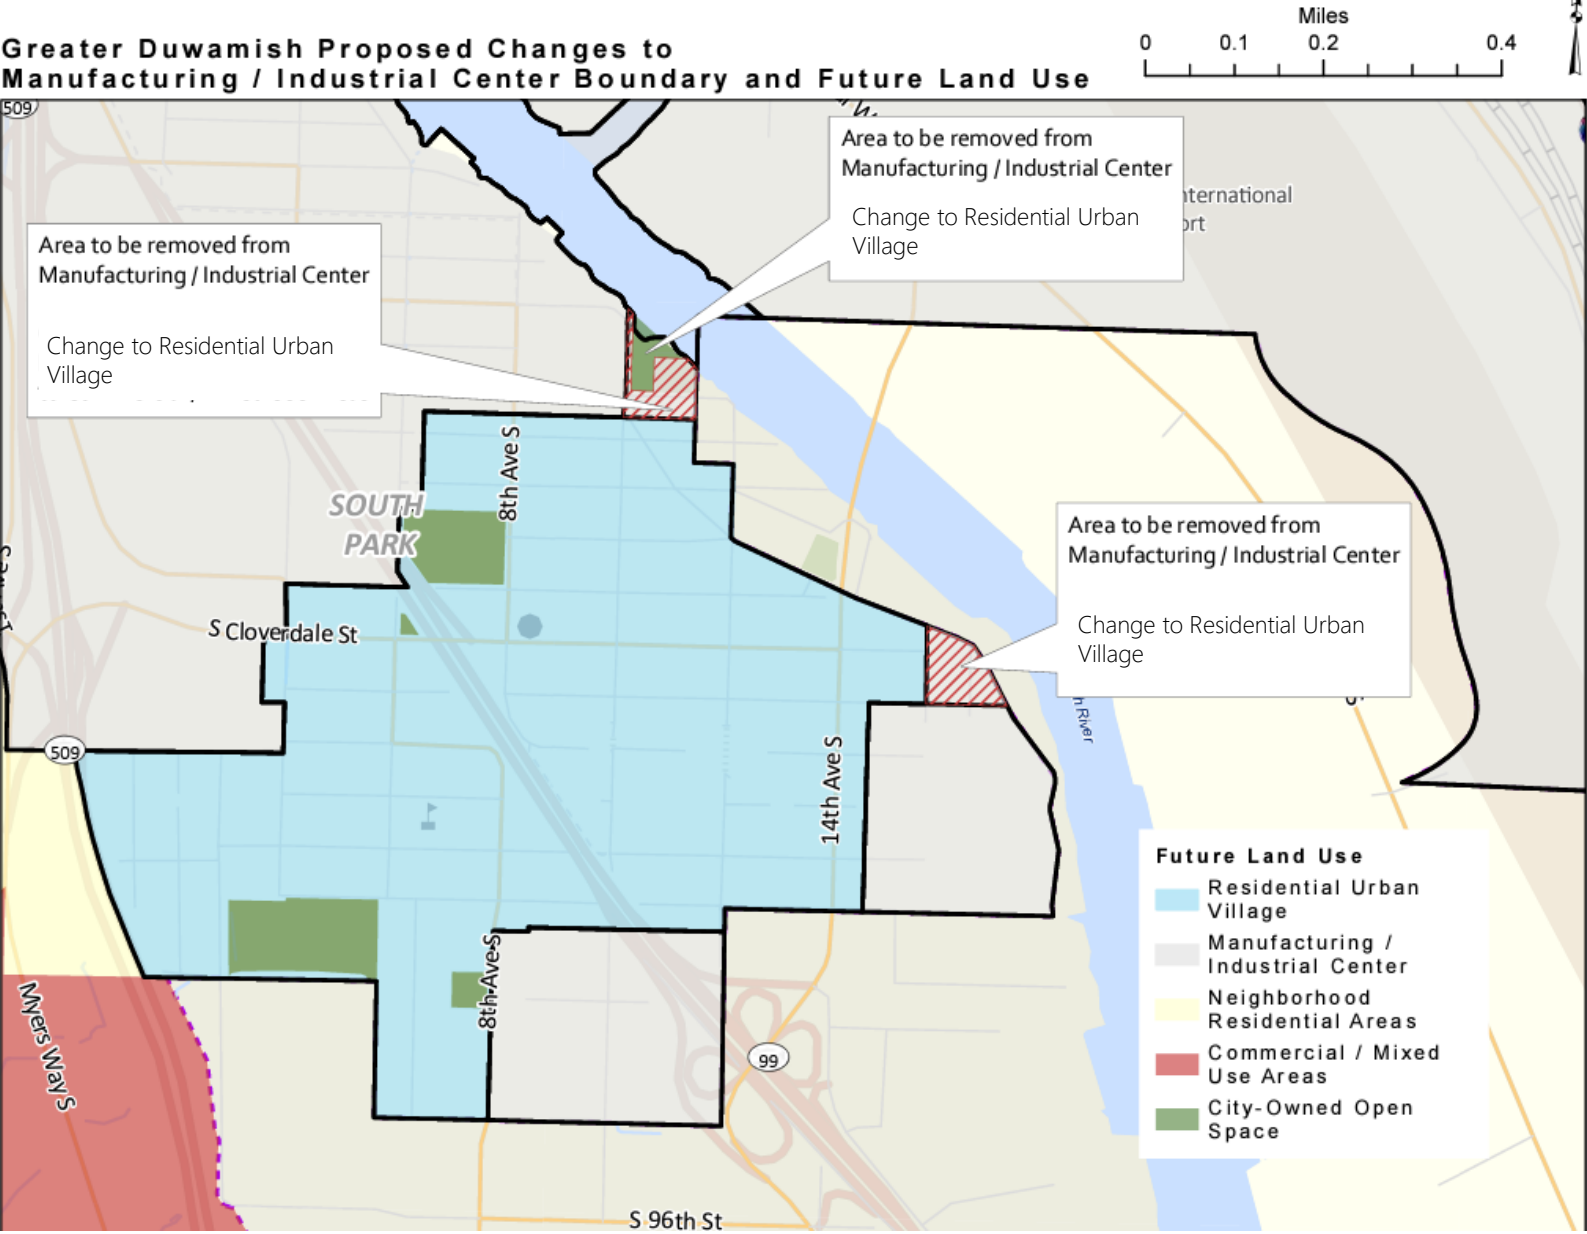 Miles
0 0.1 0.2 0.4
Greater Duwamish Proposed Changes to
Manufacturing / Industrial Center Boundary and Future Land Use
509
Area to be removed from
Manufacturing / Industrial Center
Change to Residential Urban
Village
nternational
ort
Area to be removed from
Manufacturing / Industrial Center
Change to Residential Urban
Village
8th Ave S
SOUTH
PARK
Area to be removed from
Manufacturing / Industrial Center
Change to Residential Urban
Village
S Cloverdale St
h River
509
14th Ave S
Future Land Use
Residential Urban
Village
Manufacturing /
Industrial Center
Neighborhood
Residential Areas
Commercial / Mixed
Use Areas
City-Owned Open
Space
8th Ave S
Myers Way S
99
S 96th St